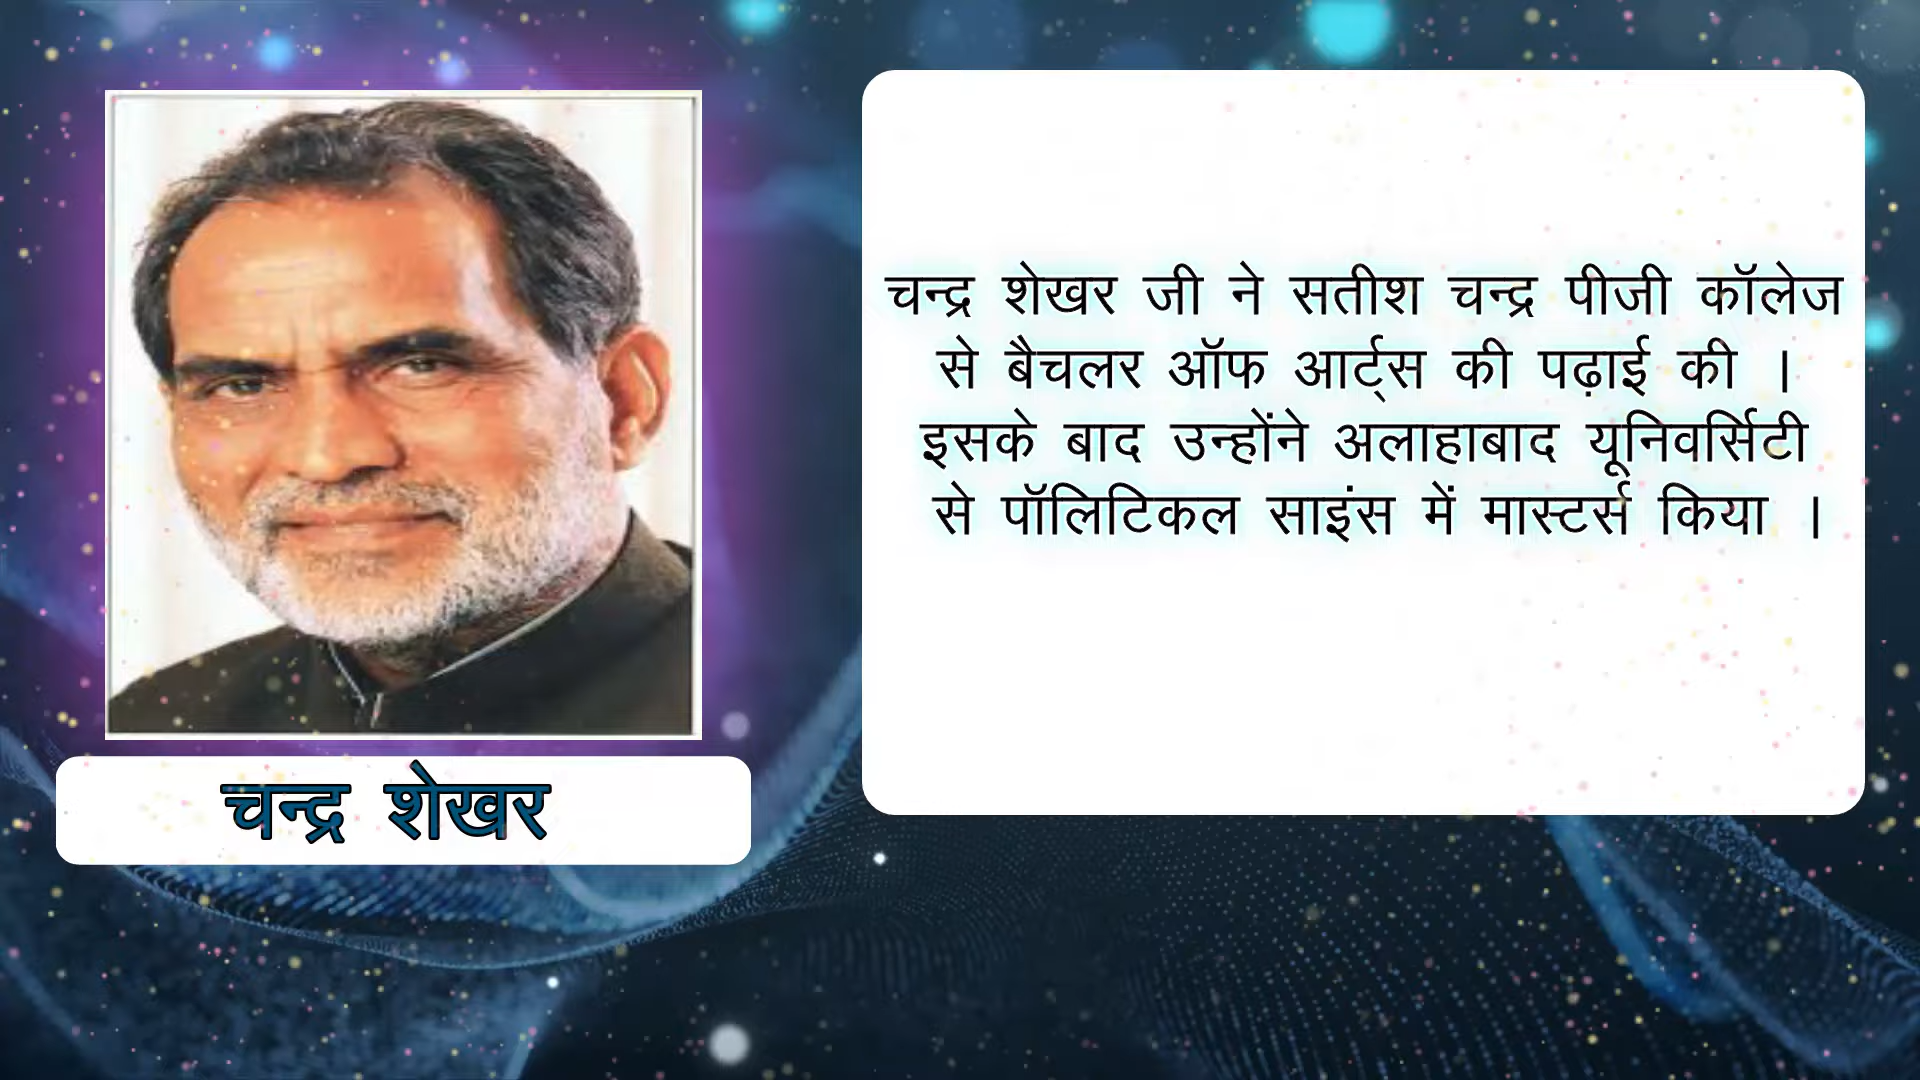 चन्द्र शेखर जी ने सतीश चन्द्र पीजी कॉलेज
से बैचलर ऑफ आर्ट्स की पढ़ाई की ।
इसके बाद उन्होंने अलाहाबाद यूनिवर्सिटी
से पॉलिटिकल साइंस में मास्टर्स किया ।
चन्द्र शेखर